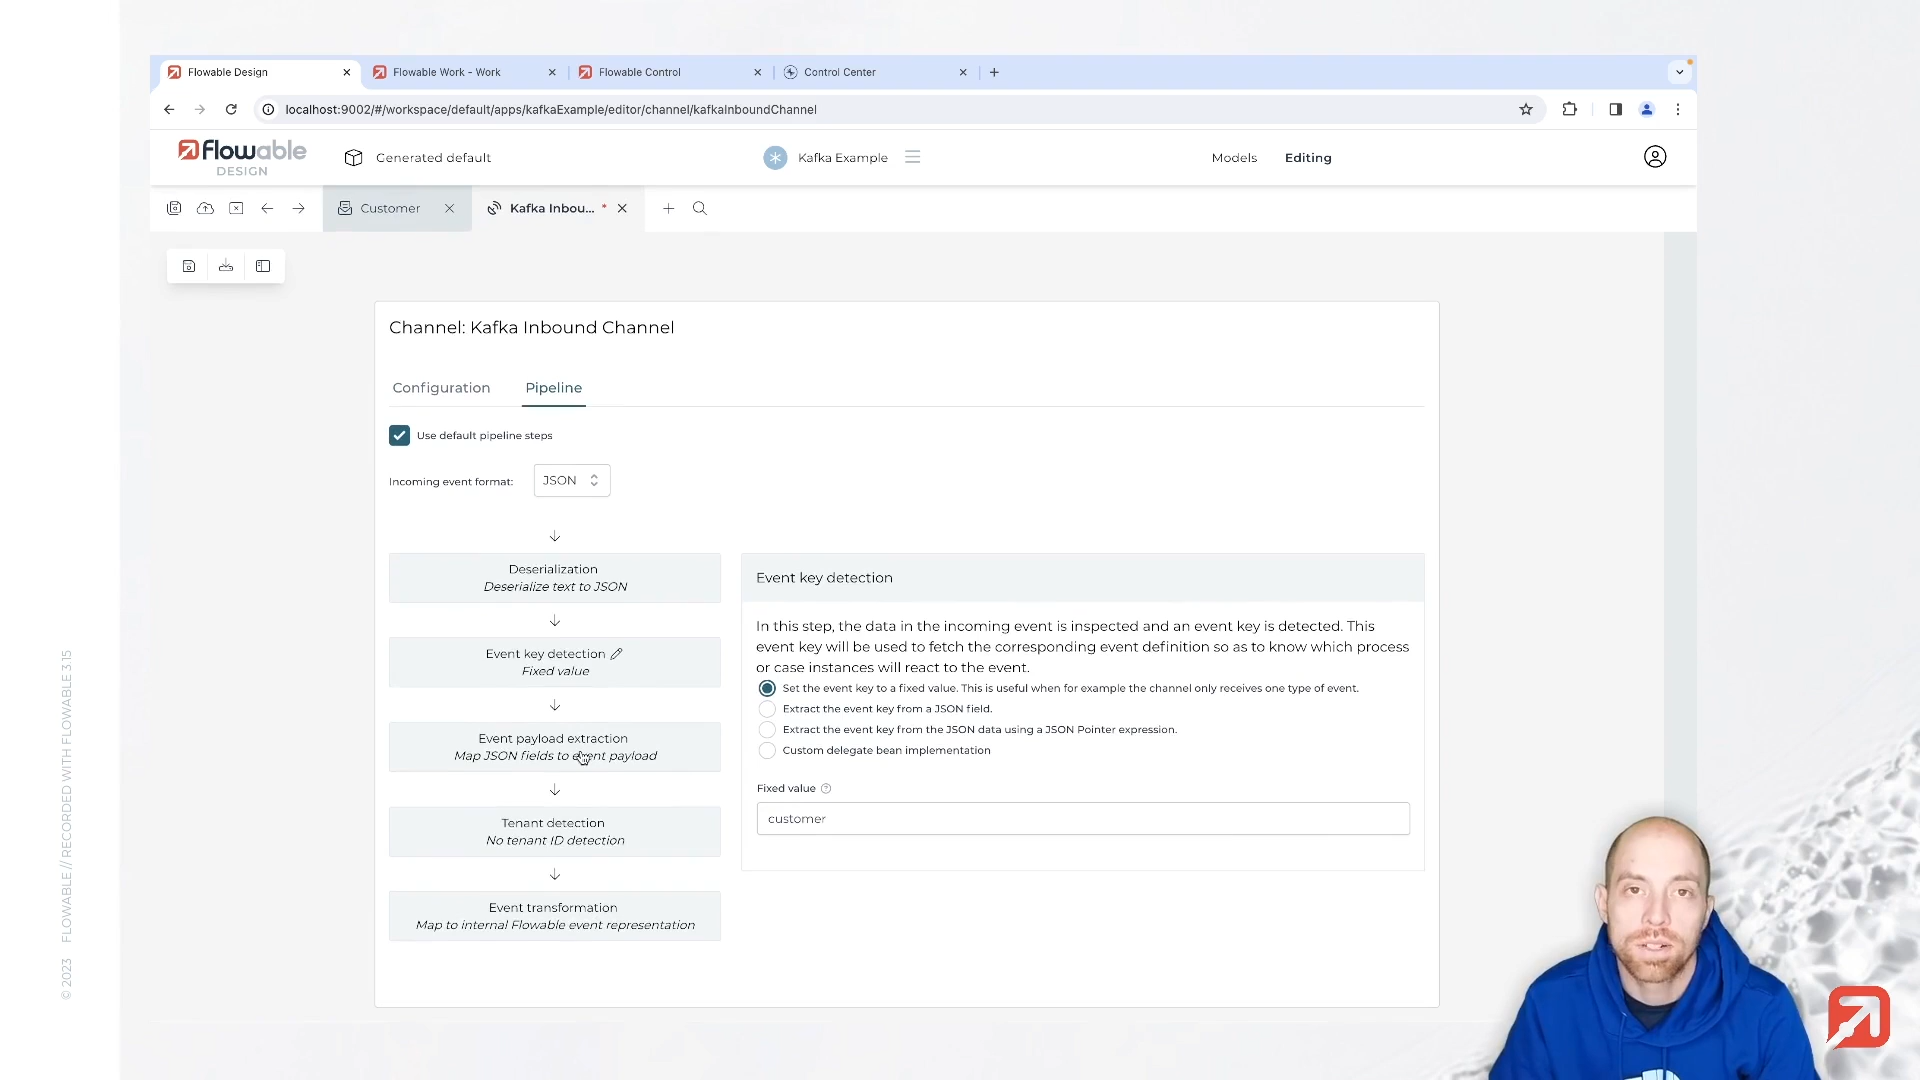 Flowable Design
Flowable Work - Work
Flowable Control
Control Center
localhost:9002/#/workspace/default/apps/kafkaExample/editor/channel/kafkaInboundChannel
flowable
DESIGN
Generated default
Kafka Example
Models
Editing
Customer
Kafka Inbou... *
Channel: Kafka Inbound Channel
Configuration
Pipeline
Use default pipeline steps
Incoming event format:
JSON
Deserialization
Deserialize text to JSON
Event key detection
Fixed value
Event payload extraction
Map JSON fields to event payload
Tenant detection
No tenant ID detection
Event transformation
Map to internal Flowable event representation
Event key detection
In this step, the data in the incoming event is inspected and an event key is detected. This
event key will be used to fetch the corresponding event definition so as to know which process
or case instances will react to the event.
Set the event key to a fixed value. This is useful when for example the channel only receives one type of event.
Extract the event key from a JSON field.
Extract the event key from the JSON data using a JSON Pointer expression.
Custom delegate bean implementation
Fixed value
customer
© 2023 FLOWABLE // RECORDED WITH FLOWABLE 3.15